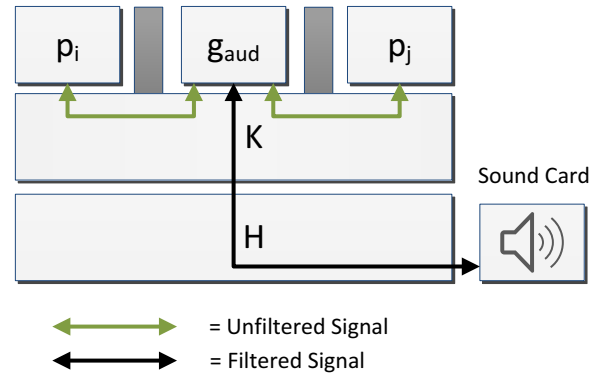 pi
gaud
pj
K
Sound Card
H
= Unfiltered Signal
= Filtered Signal